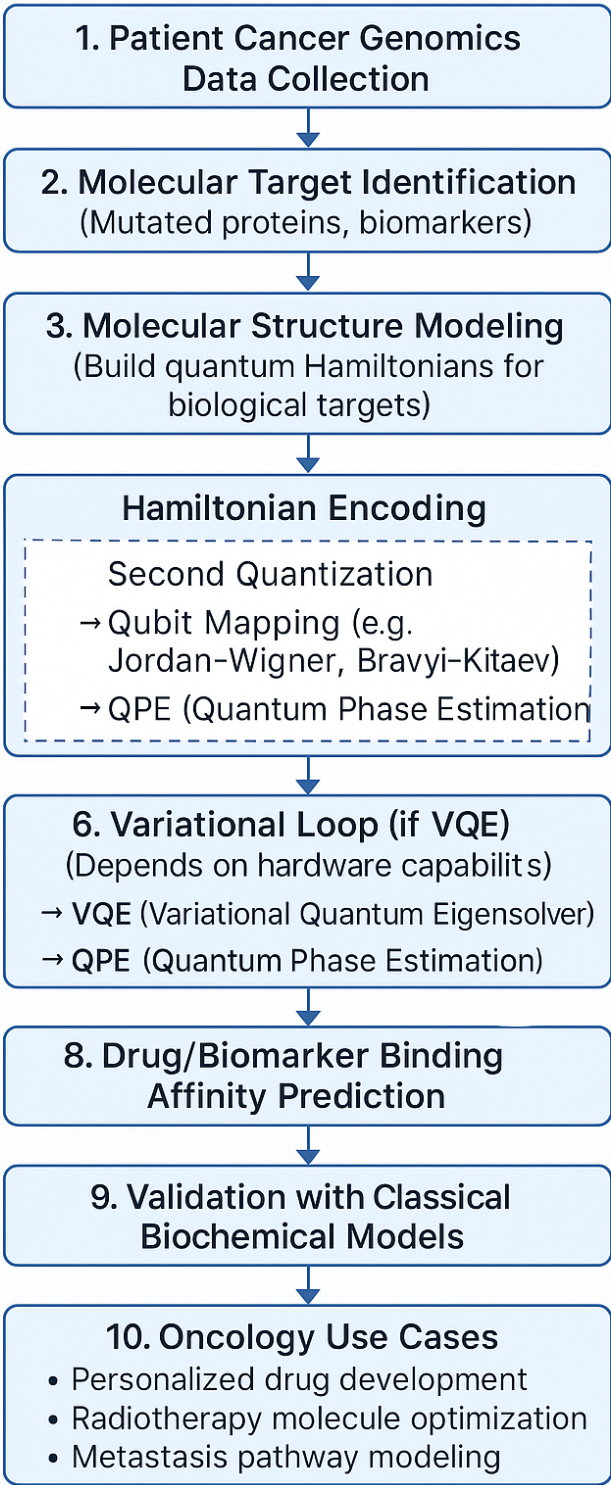 1. Patient Cancer Genomics
Data Collection
2. Molecular Target Identification
(Mutated proteins, biomarkers)
3. Molecular Structure Modeling
(Build quantum Hamiltonians for
biological targets)
Hamiltonian Encoding
Second Quantization
→ Qubit Mapping (e.g.
Jordan–Wigner, Bravyi–Kitaev)
→ QPE (Quantum Phase Estimation
6. Variational Loop (if VQE)
(Depends on hardware capabilits)
→ VQE (Variational Quantum Eigensolver)
→ QPE (Quantum Phase Estimation)
8. Drug/Biomarker Binding
Affinity Prediction
9. Validation with Classical
Biochemical Models
10. Oncology Use Cases
• Personalized drug development
• Radiotherapy molecule optimization
• Metastasis pathway modeling